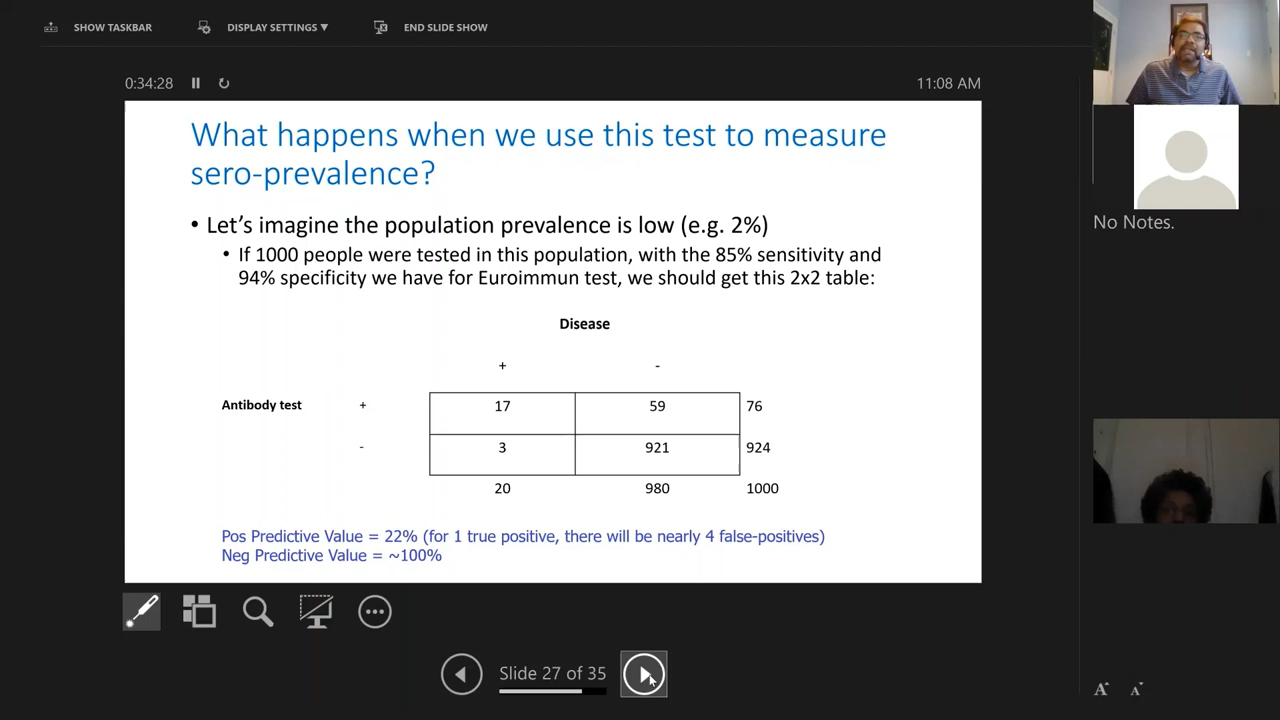 SHOW TASKBAR
DISPLAY SETTINGS ▼
END SLIDE SHOW
0:34:28
11:08 AM
What happens when we use this test to measure
sero-prevalence?
• Let’s imagine the population prevalence is low (e.g. 2%)
• If 1000 people were tested in this population, with the 85% sensitivity and
94% specificity we have for Euroimmun test, we should get this 2x2 table:
Disease
+ -
Antibody test + 17 59 76
- 3 921 924
20 980 1000
Pos Predictive Value = 22% (for 1 true positive, there will be nearly 4 false-positives)
Neg Predictive Value = ~100%
No Notes.
Slide 27 of 35
A A